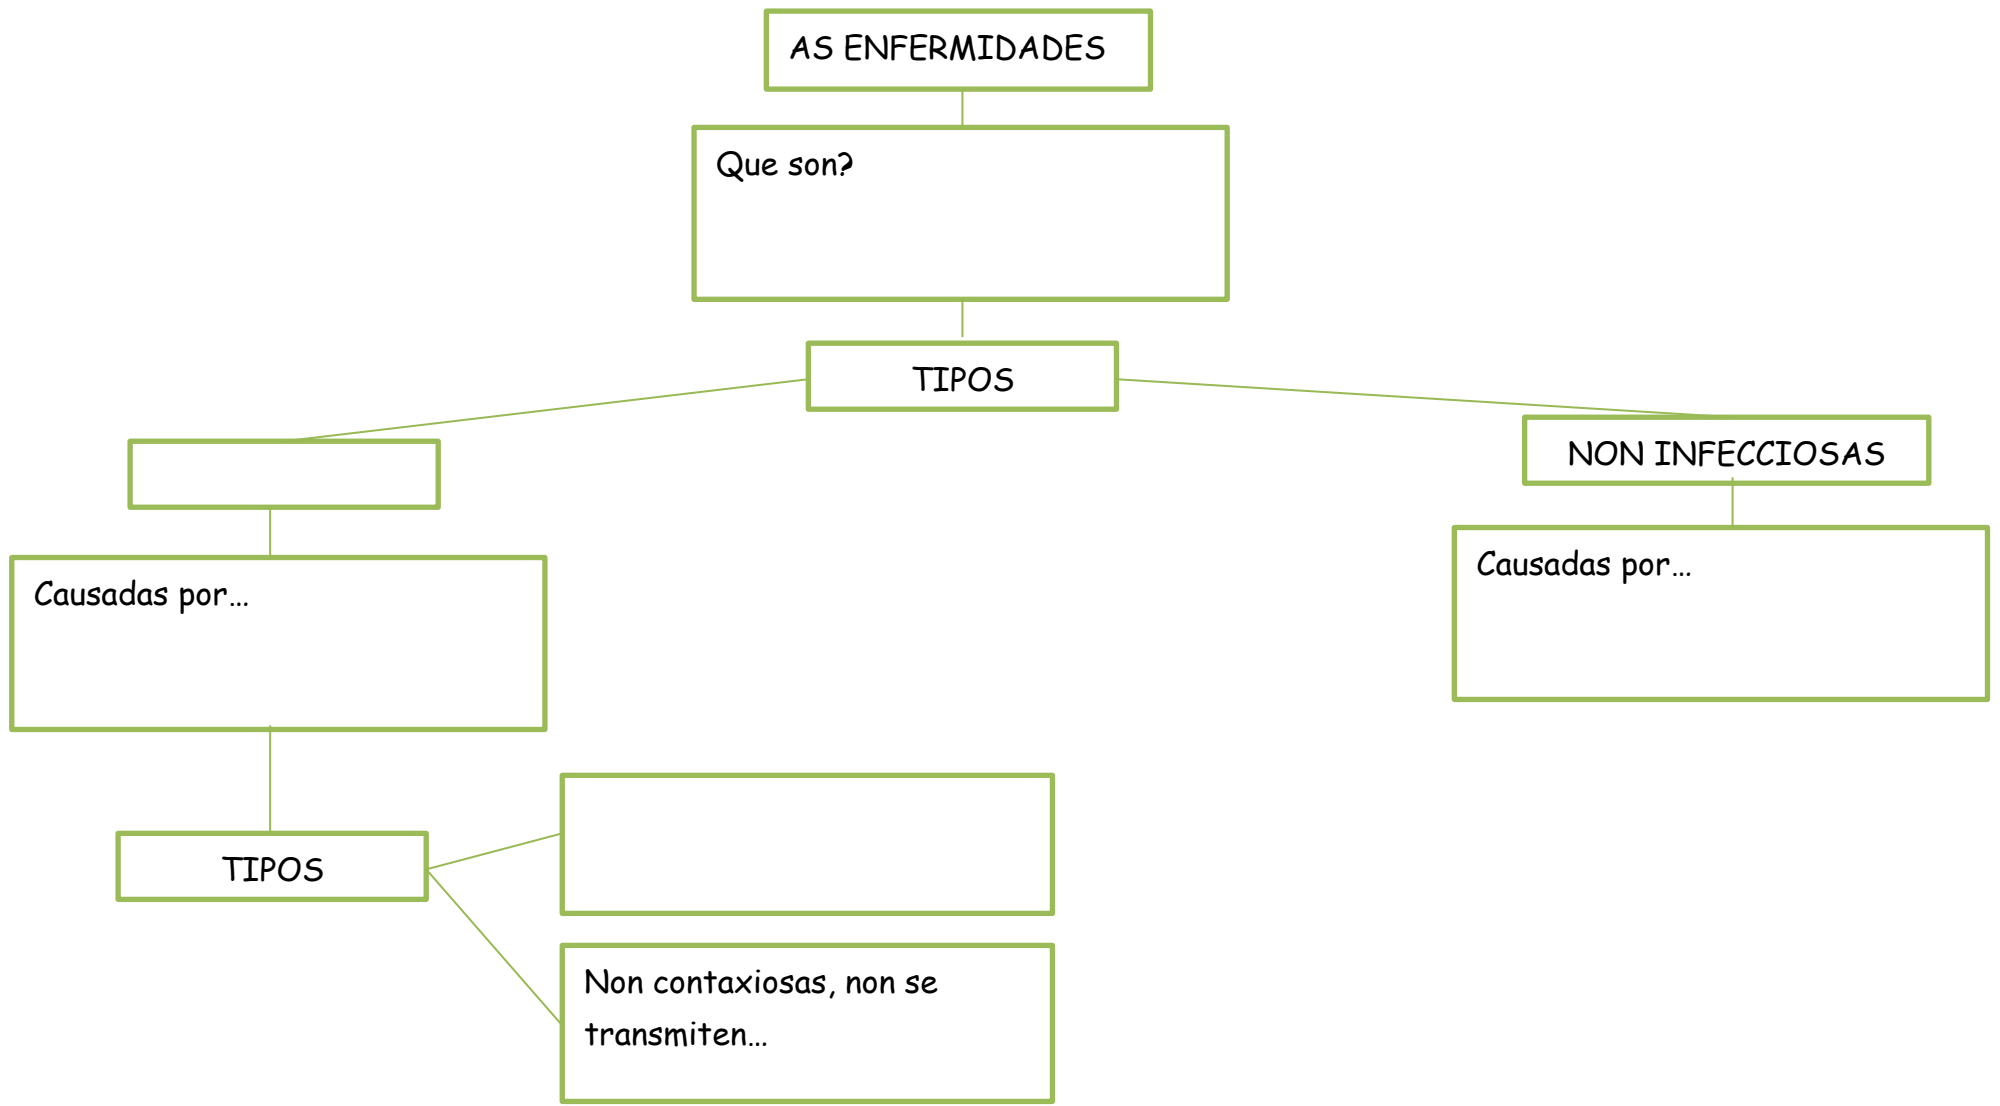 AS ENFERMIDADES
Que son?
TIPOS
NON INFECCIOSAS
Causadas por…
Causadas por…
TIPOS
Non contaxiosas, non se
transmiten…